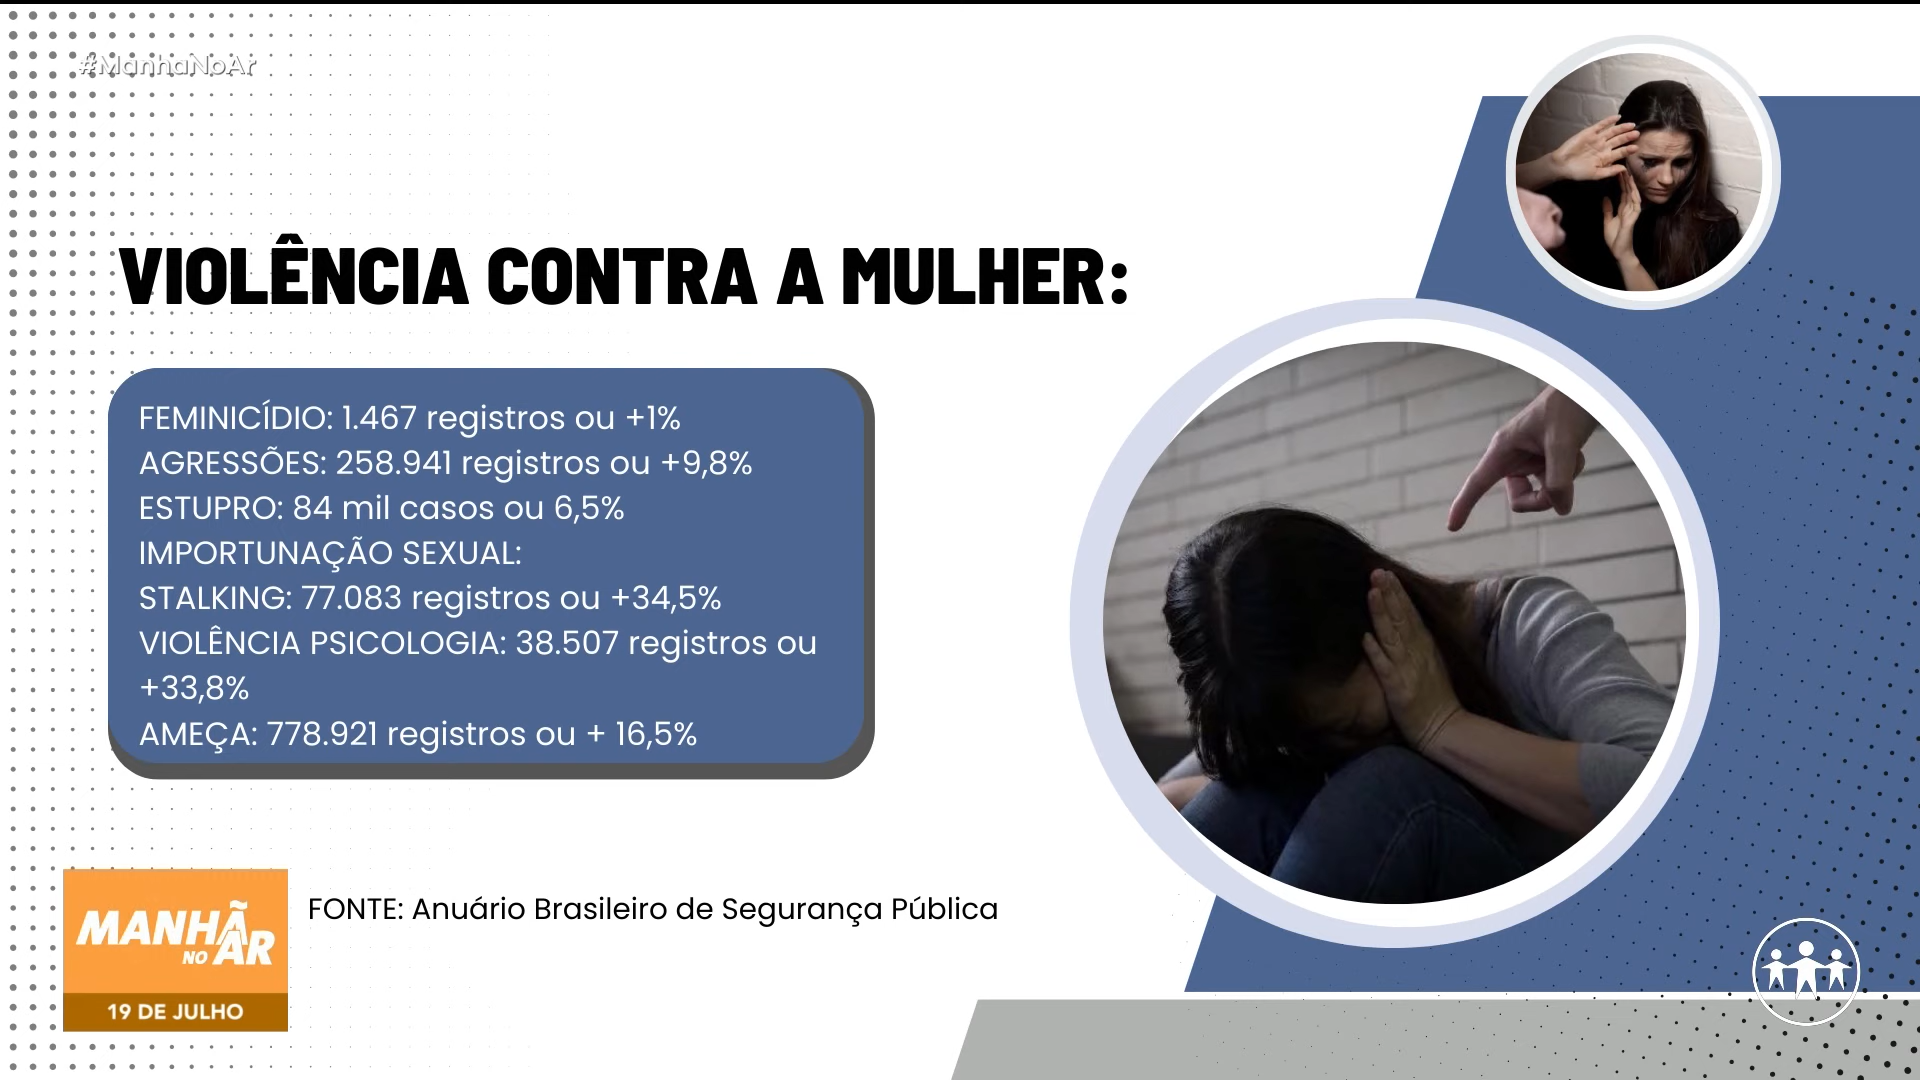 #ManhaNoAr
VIOLÊNCIA CONTRA A MULHER:
FEMINICÍDIO: 1.467 registros ou +1%
AGRESSÕES: 258.941 registros ou +9,8%
ESTUPRO: 84 mil casos ou 6,5%
IMPORTUNAÇÃO SEXUAL:
STALKING: 77.083 registros ou +34,5%
VIOLÊNCIA PSICOLOGIA: 38.507 registros ou
+33,8%
AMEÇA: 778.921 registros ou + 16,5%
FONTE: Anuário Brasileiro de Segurança Pública
MANHÃ
NO AR
19 DE JULHO